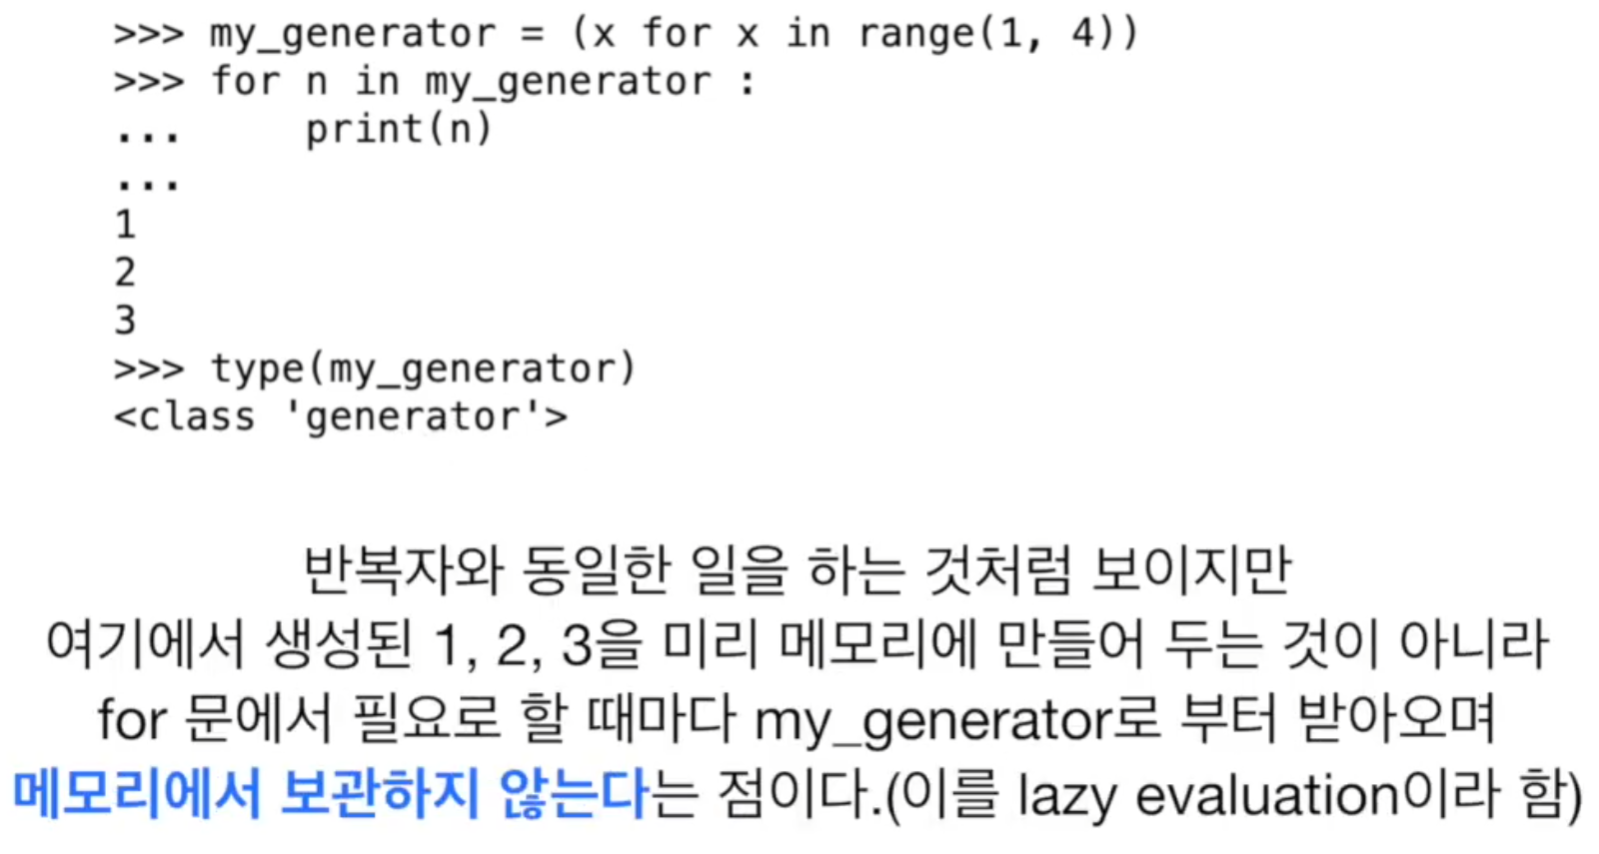 >>> my_generator = (x for x in range(1, 4))
>>> for n in my_generator :
...     print(n)
...
1
2
3
>>> type(my_generator)
<class 'generator'>
반복자와 동일한 일을 하는 것처럼 보이지만
여기에서 생성된 1, 2, 3을 미리 메모리에 만들어 두는 것이 아니라
for 문에서 필요로 할 때마다 my_generator로 부터 받아오며
메모리에서 보관하지 않는다는 점이다.(이를 lazy evaluation이라 함)